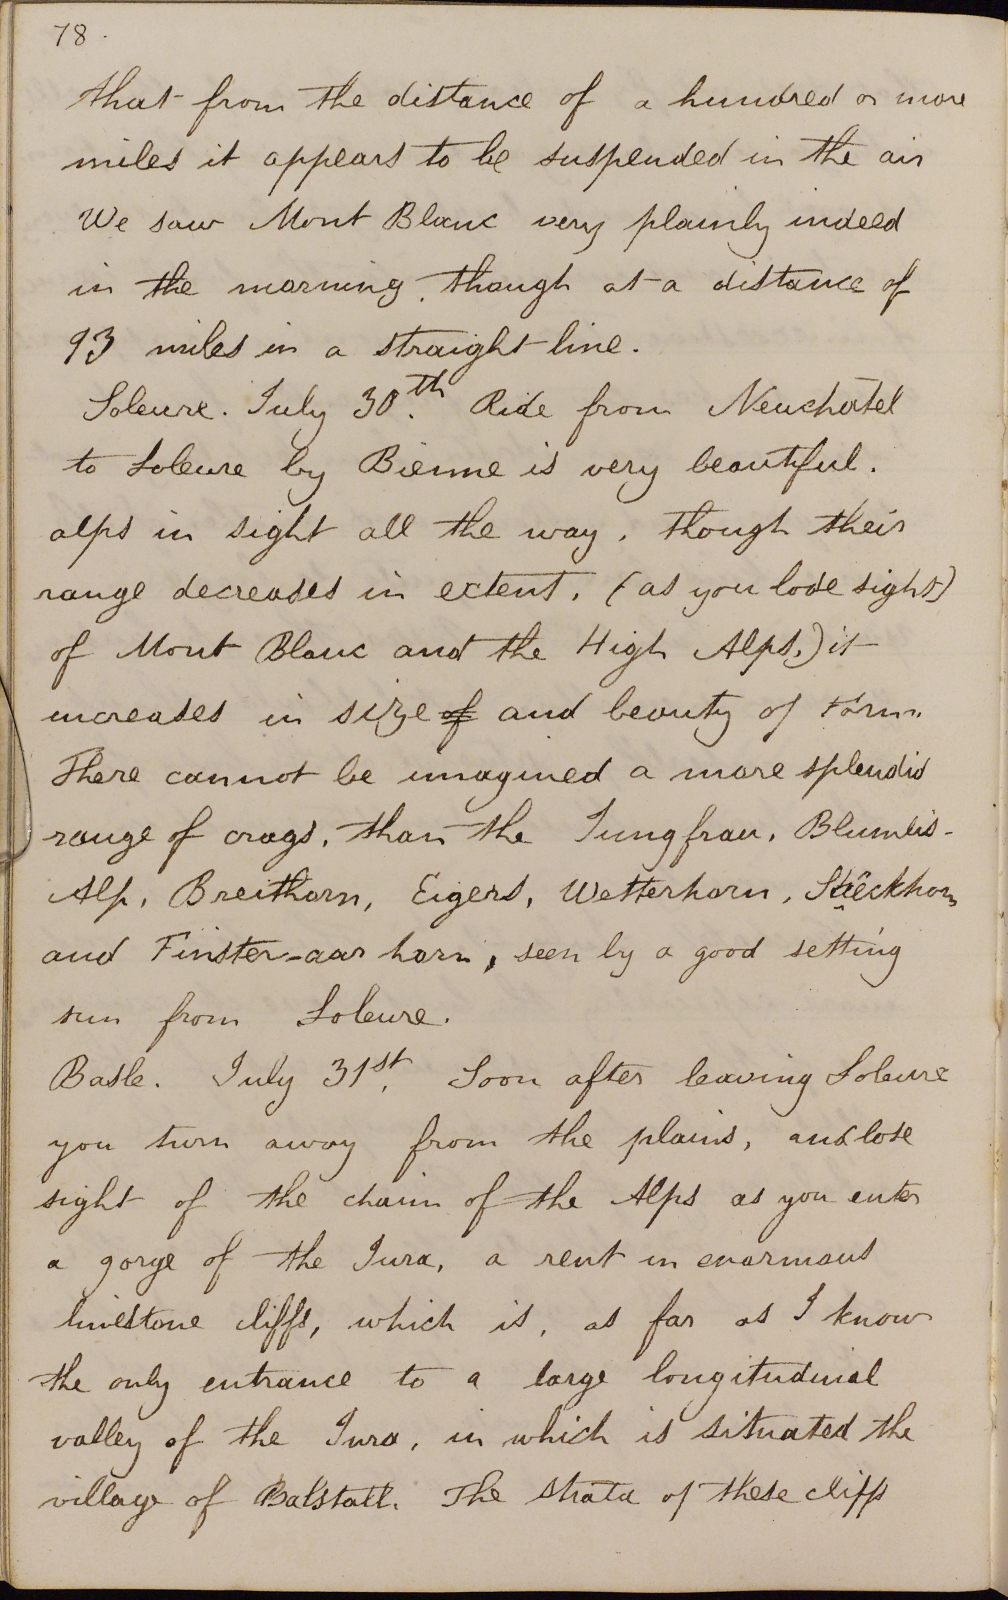 78.
that from the distance of a hundred or more
miles it appears to be suspended in the air
We saw Mont Blanc very plainly indeed
in the morning, though at a distance of
93 miles in a straight line.
Soleure. July 30th. Ride from Neuchâtel
to Soleure by Bienne is very beautiful.
alps in sight all the way, though their
range decreases in extent, (as you lose sight)
of Mont Blanc and the High Alps,) it
increases in size of and beauty of form.
There cannot be imagined a more splendid
range of crags, than the Jungfrau, Blumlis-
Alp, Breithorn, Eigers, Wetterhorn,
and Finster-aar horn, seen by a good setting
sun from Soleure.
Basle. July 31st. Soon after leaving Soleure
you turn away from the plains, and lose
sight of the chain of the Alps as you enter
a gorge of the Jura, a rent in enormous
limestone cliffs, which is, as far as I know
the only entrance to a large longitudinal
valley of the Jura, in which is situated the
village of Balstall. The strata of these cliffs